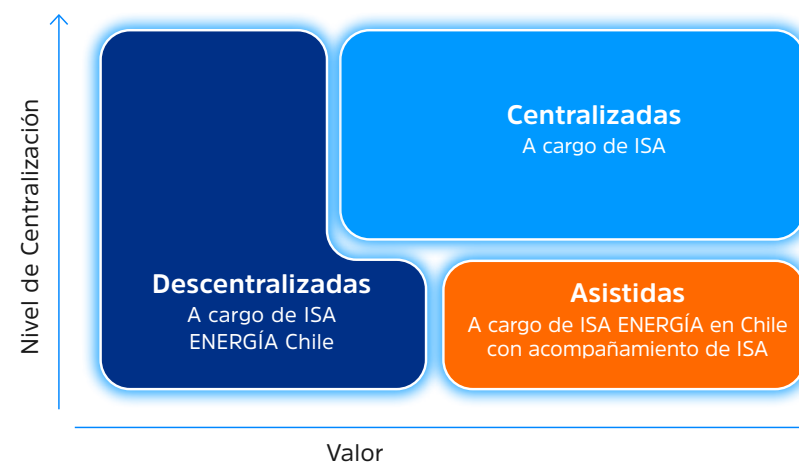 Nivel de Centralización
Centralizadas
A cargo de ISA
Descentralizadas
A cargo de ISA
ENERGÍA Chile
Asistidas
A cargo de ISA ENERGÍA en Chile
con acompañamiento de ISA
Valor